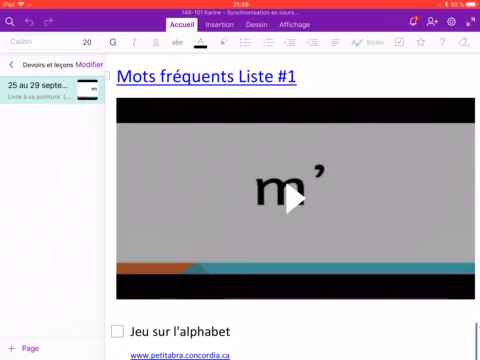 iPad
21:55
93 %
146-101 Karine - Synchronisation en cours...
Accueil Insertion Dessin Affichage
Calibri 20 G I S abc A Styles
Devoirs et leçons Modifier
25 au 29 septe...
Livre à sa pointure L...
m
Mots fréquents Liste #1
m’
Jeu sur l'alphabet
www.petitabra.concordia.ca
+ Page